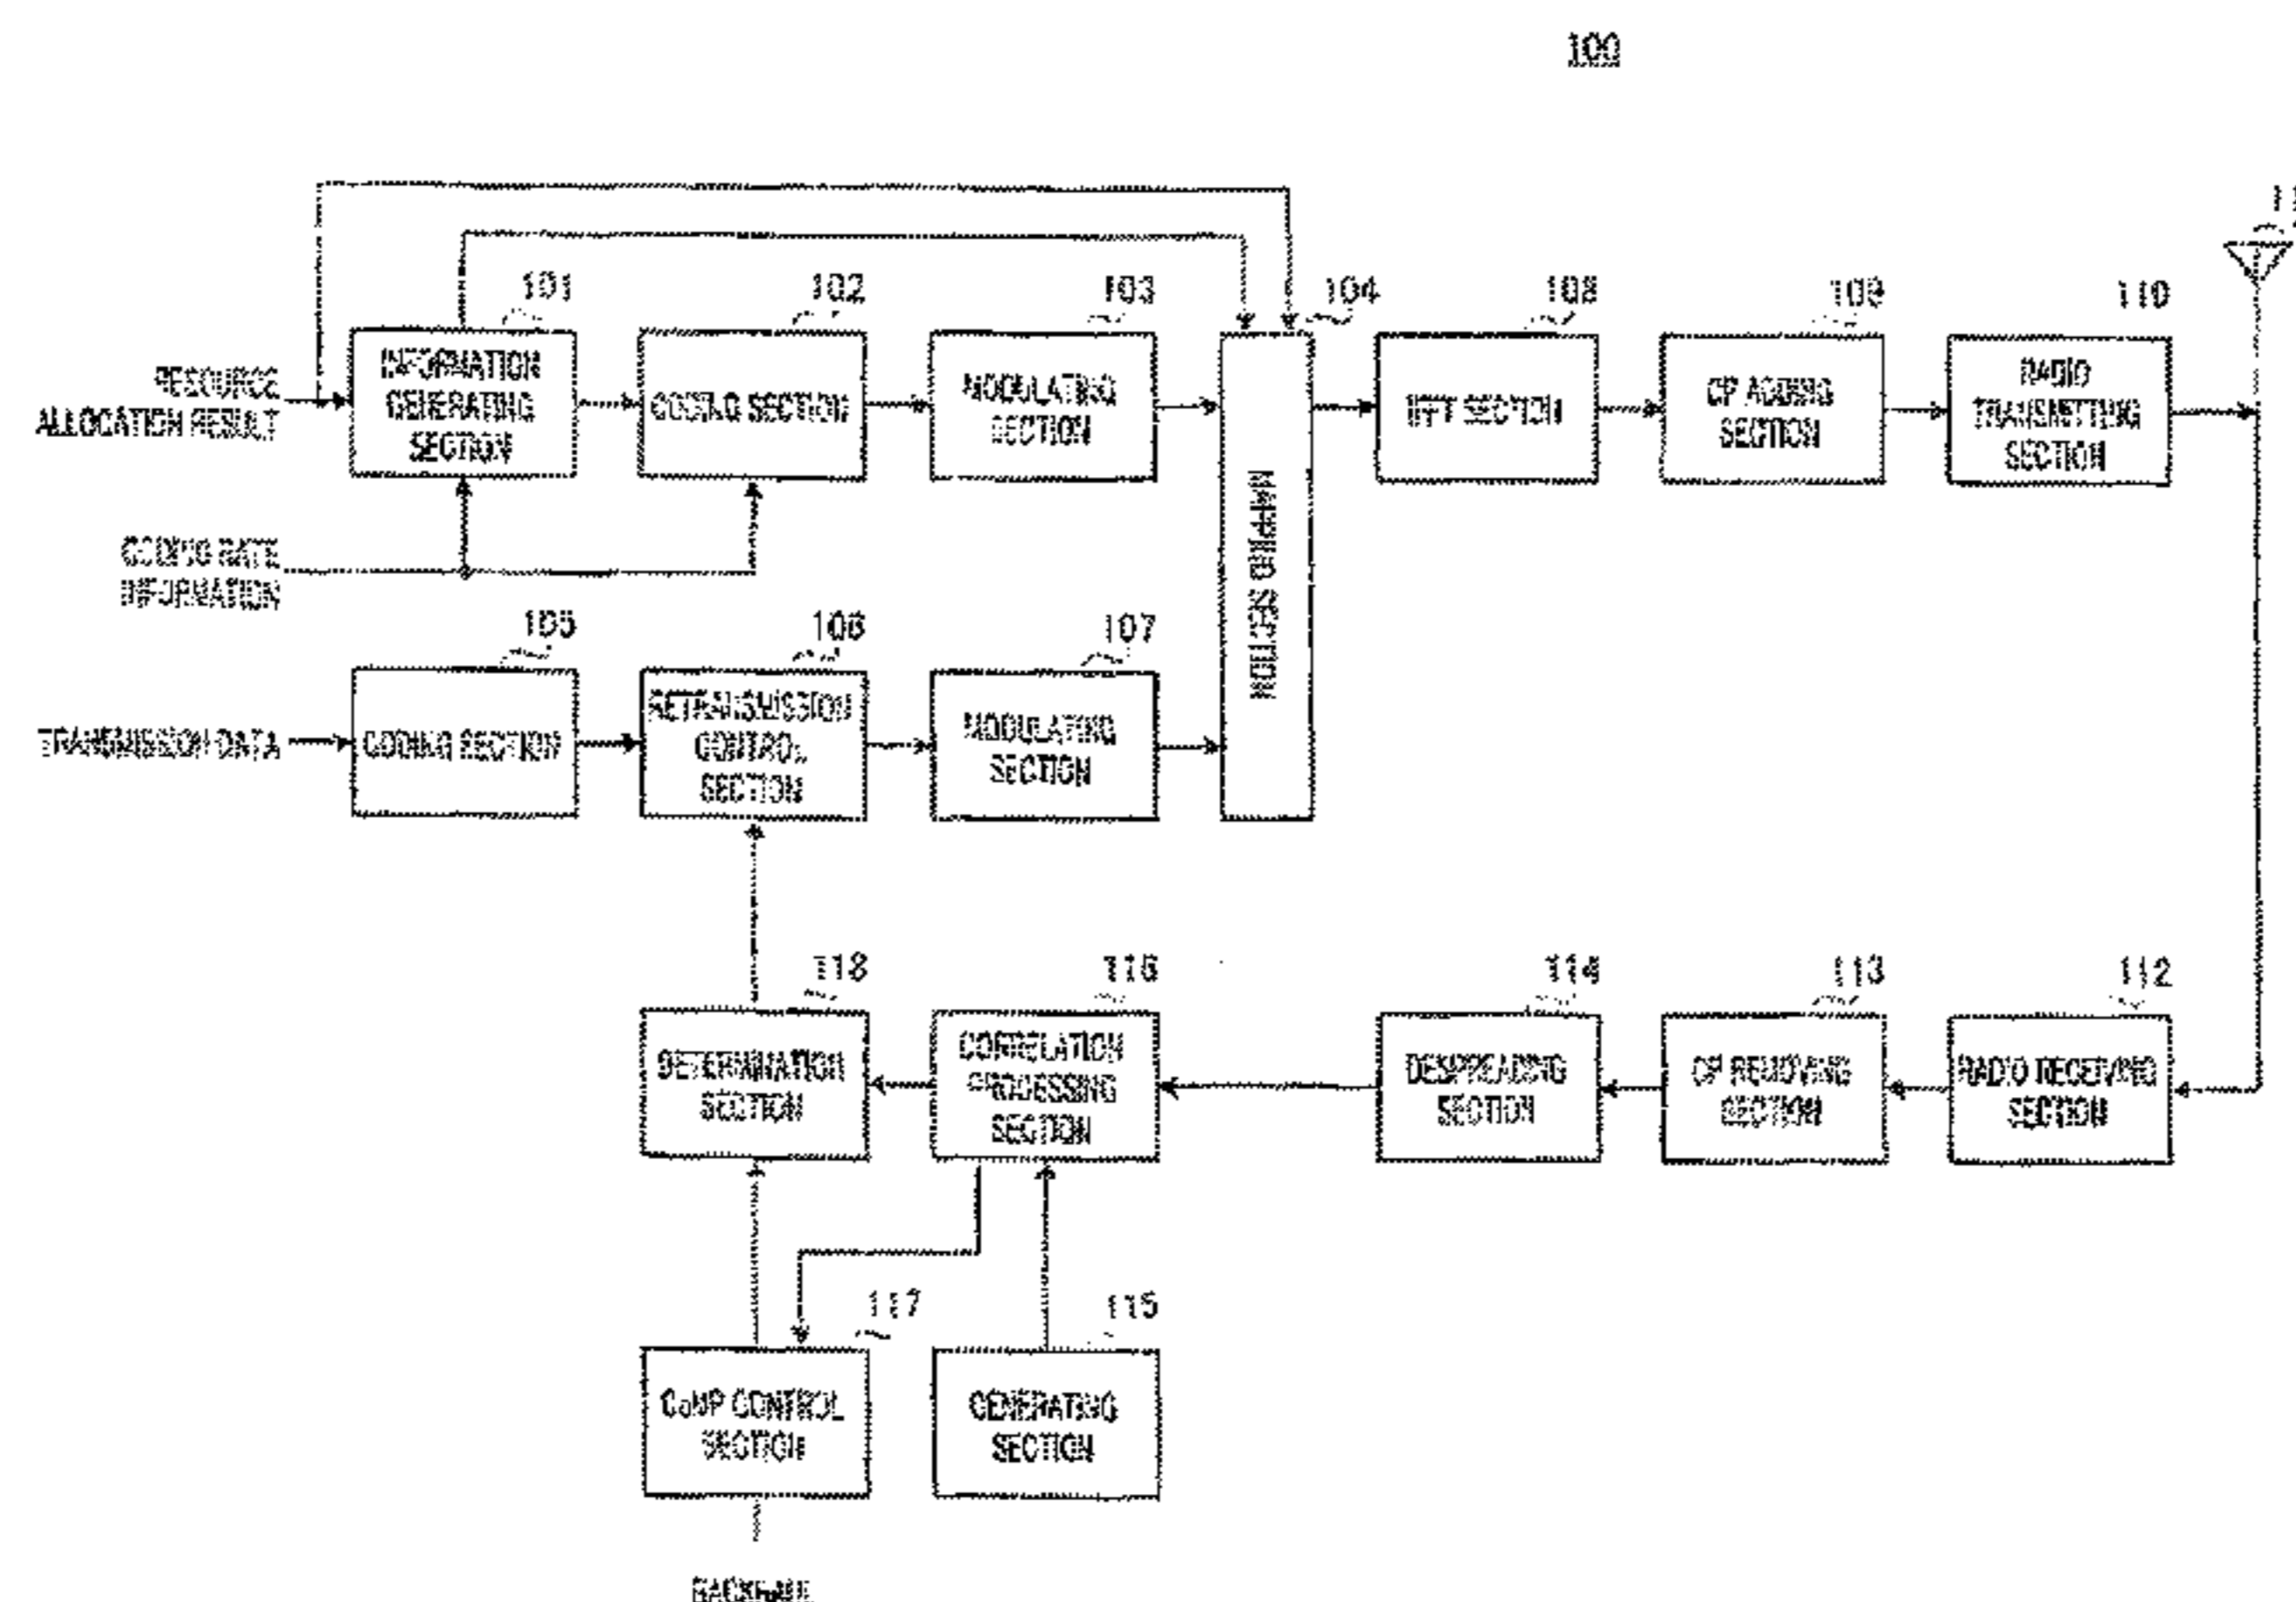 100
101
102
103
104
108
109
110
RESOURCE
ALLOCATION RESULT
INFORMATION
GENERATING
SECTION
CODING SECTION
MODULATING
SECTION
MAPPING SECTION
IFFT SECTION
CP ADDING
SECTION
RADIO
TRANSMITTING
SECTION
CODING RATE
INFORMATION
105
106
107
TRANSMISSION DATA
CODING SECTION
RETRANSMISSION
CONTROL
SECTION
MODULATING
SECTION
118
116
114
113
112
DETERMINATION
SECTION
CORRELATION
PROCESSING
SECTION
DESPREADING
SECTION
CP REMOVING
SECTION
RADIO RECEIVING
SECTION
117
115
CoMP CONTROL
SECTION
GENERATING
SECTION
BACKHAUL